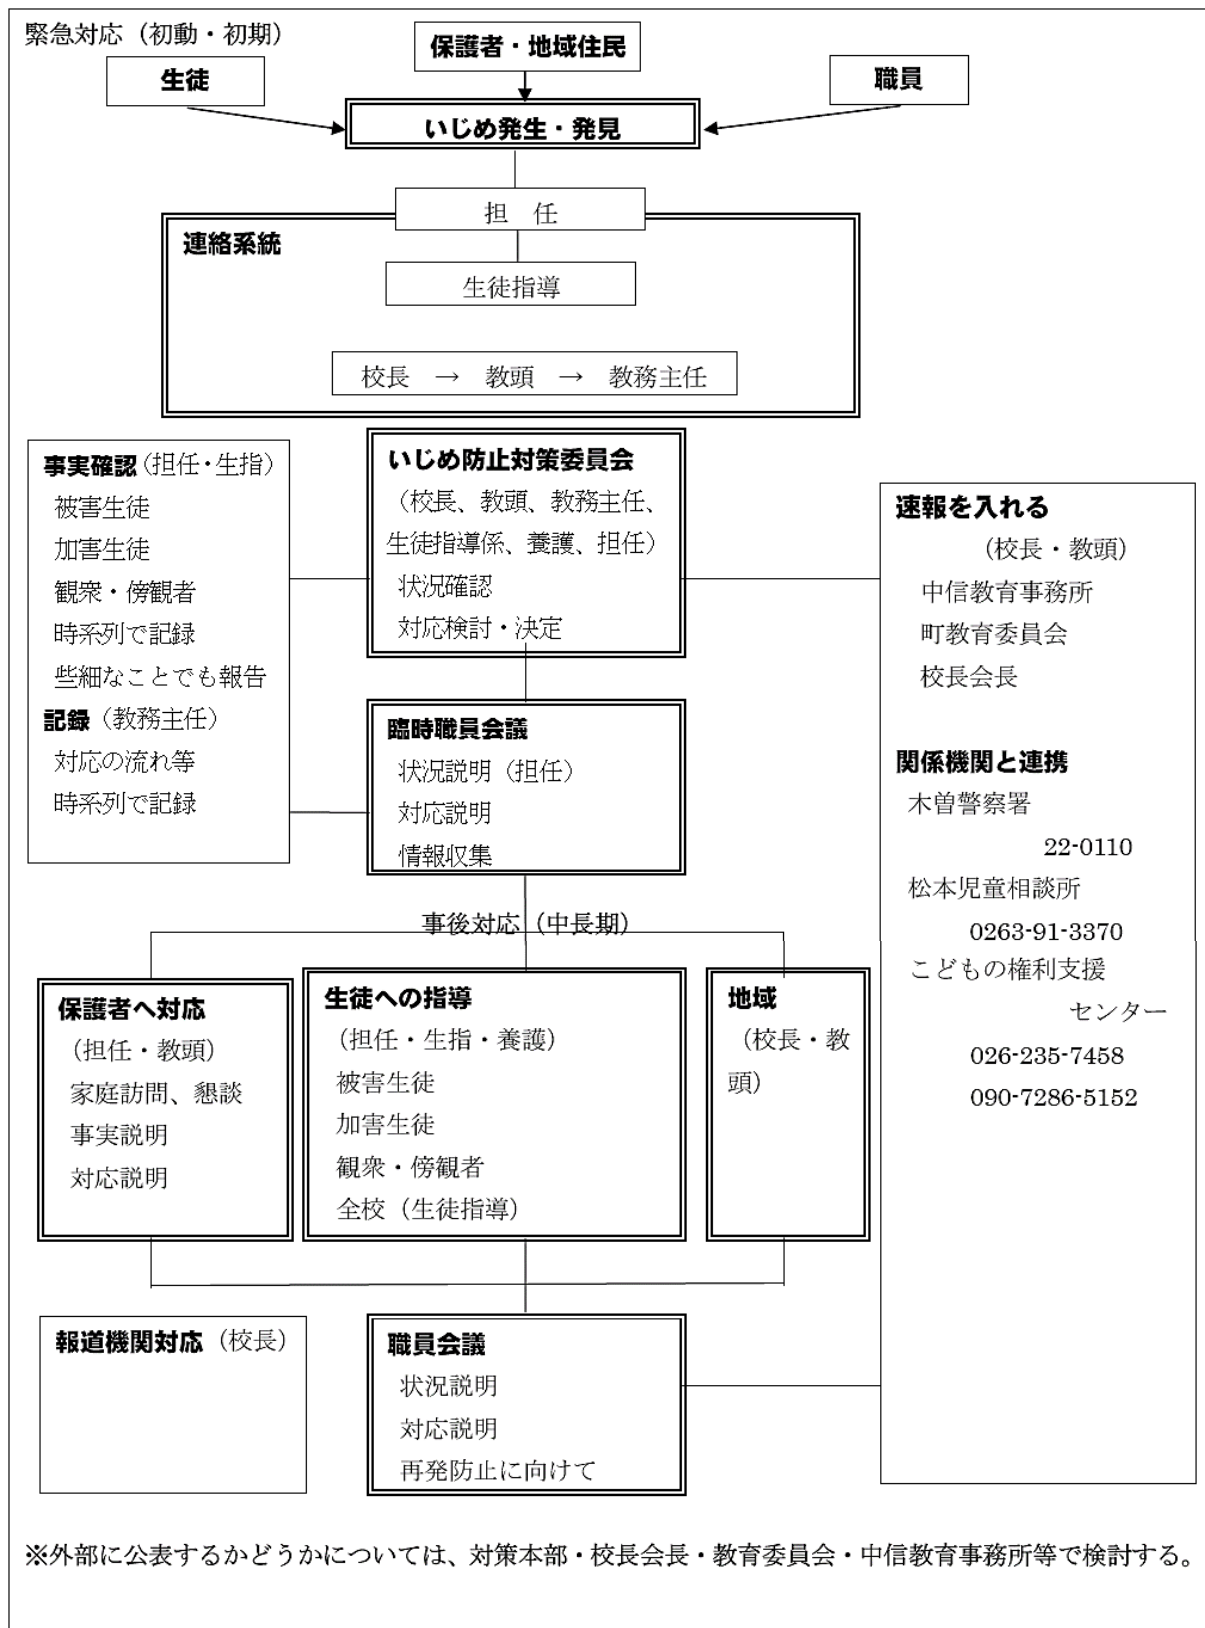 緊急対応（初動・初期）
保護者・地域住民
生徒
職員
いじめ発生・発見
担　任
連絡系統
生徒指導
校長　→　教頭　→　教務主任
事実確認（担任・生指）
被害生徒
加害生徒
観衆・傍観者
時系列で記録
些細なことでも報告
記録（教務主任）
対応の流れ等
時系列で記録
いじめ防止対策委員会
（校長、教頭、教務主任、
生徒指導係、養護、担任）
状況確認
対応検討・決定
臨時職員会議
状況説明（担任）
対応説明
情報収集
速報を入れる
（校長・教頭）
中信教育事務所
町教育委員会
校長会長
関係機関と連携
木曽警察署
22-0110
松本児童相談所
0263-91-3370
こどもの権利支援
センター
026-235-7458
090-7286-5152
事後対応（中長期）
保護者へ対応
（担任・教頭）
家庭訪問、懇談
事実説明
対応説明
生徒への指導
（担任・生指・養護）
被害生徒
加害生徒
観衆・傍観者
全校（生徒指導）
地域
（校長・教
頭）
報道機関対応（校長）
職員会議
状況説明
対応説明
再発防止に向けて
※外部に公表するかどうかについては、対策本部・校長会長・教育委員会・中信教育事務所等で検討する。